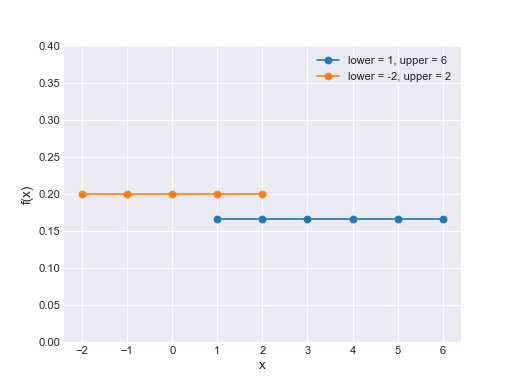 0.40
0.35
0.30
0.25
0.20
0.15
0.10
0.05
0.00
f(x)
lower = 1, upper = 6
lower = -2, upper = 2
−2 −1 0 1 2 3 4 5 6
x